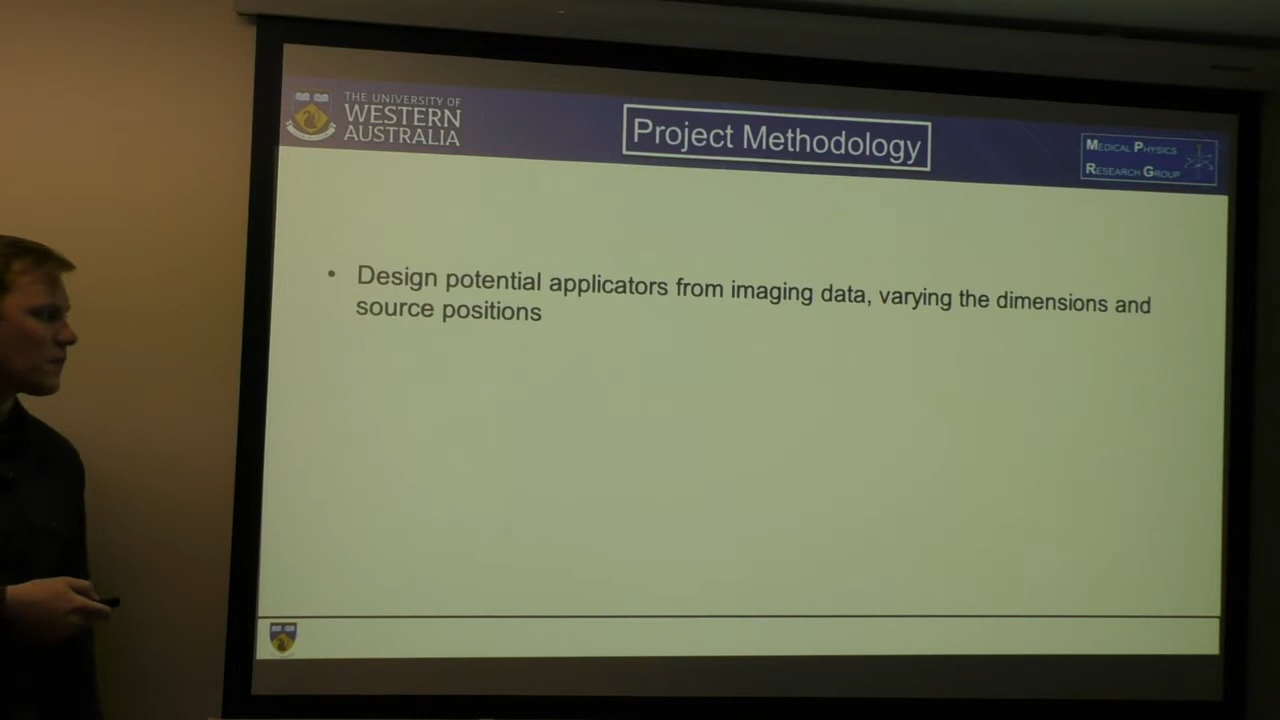 THE UNIVERSITY OF
WESTERN
AUSTRALIA
Project Methodology
MEDICAL PHYSICS
RESEARCH GROUP
• Design potential applicators from imaging data, varying the dimensions and
source positions